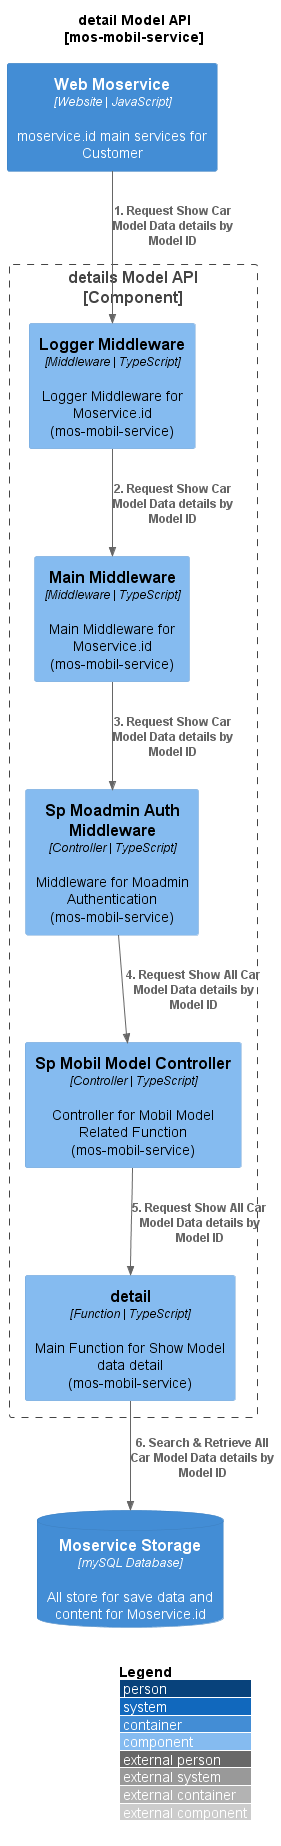 detail Model API
[mos-mobil-service]
Web Moservice
[Website | JavaScript]
moservice.id main services for
Customer
1. Request Show Car
Model Data details by
Model ID
details Model API
[Component]
Logger Middleware
[Middleware | TypeScript]
Logger Middleware for
Moservice.id
(mos-mobil-service)
2. Request Show Car
Model Data details by
Model ID
Main Middleware
[Middleware | TypeScript]
Main Middleware for
Moservice.id
(mos-mobil-service)
3. Request Show Car
Model Data details by
Model ID
Sp Moadmin Auth
Middleware
[Controller | TypeScript]
Middleware for Moadmin
Authentication
(mos-mobil-service)
4. Request Show All Car
Model Data details by
Model ID
Sp Mobil Model Controller
[Controller | TypeScript]
Controller for Mobil Model
Related Function
(mos-mobil-service)
5. Request Show All Car
Model Data details by
Model ID
detail
[Function | TypeScript]
Main Function for Show Model
data detail
(mos-mobil-service)
6. Search & Retrieve All
Car Model Data details by
Model ID
Moservice Storage
[mySQL Database]
All store for save data and
content for Moservice.id
Legend
person
system
container
component
external person
external system
external container
external component